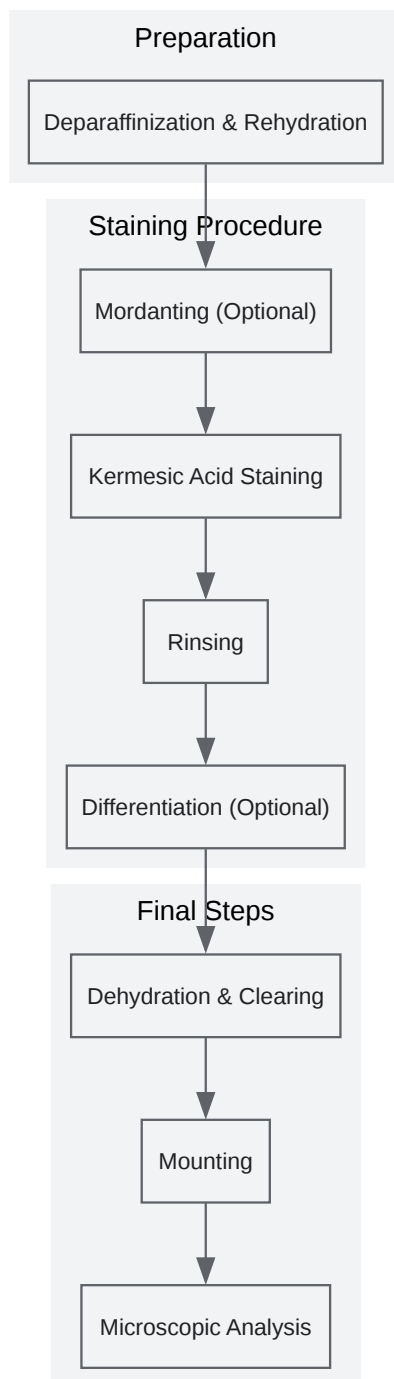 Preparation
Deparaffinization & Rehydration
Staining Procedure
Mordanting (Optional)
Kermesic Acid Staining
Rinsing
Differentiation (Optional)
Final Steps
Dehydration & Clearing
Mounting
Microscopic Analysis